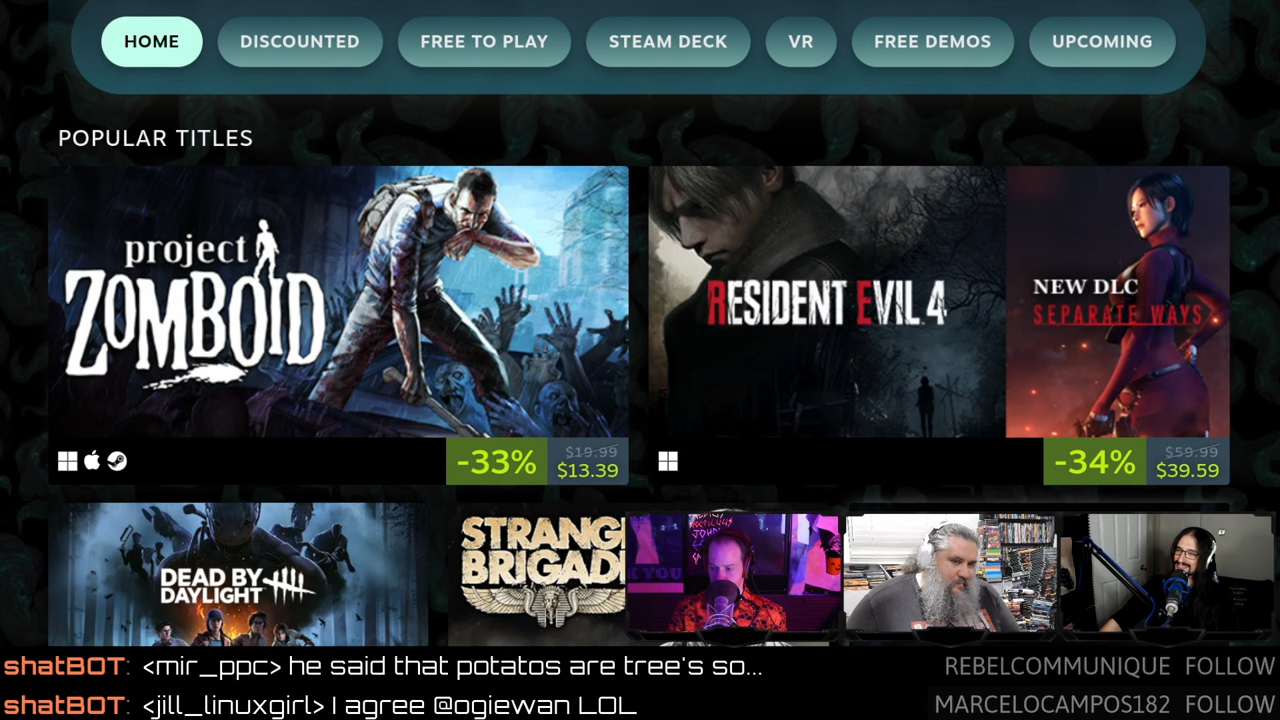 HOME DISCOUNTED FREE TO PLAY STEAM DECK VR FREE DEMOS UPCOMING
POPULAR TITLES
project
ZOMBOID
RESIDENT EVIL 4
NEW DLC
SEPARATE WAYS
-33%
$19.99
$13.39
-34%
$59.99
$39.59
DEAD BY
DAYLIGHT
STRANG
BRIGAD
JOHN
YOU
shatBOT: <mir_ppc> he said that potatos are tree's so...
REBELCOMMUNIQUE FOLLOW
shatBOT: <jill_linuxgirl> I agree @ogiewan LOL
MARCELOCAMPOS182 FOLLOW